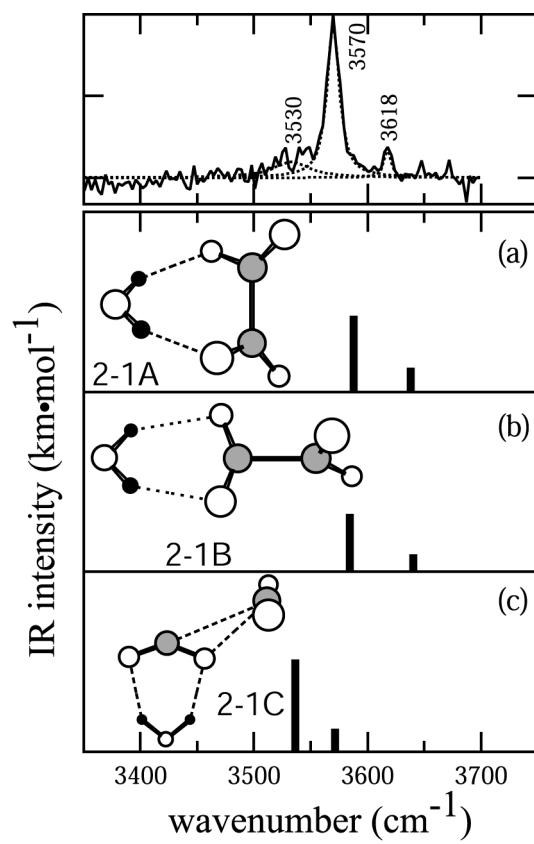 3530
3570
3618
(a)
2-1A
(b)
2-1B
(c)
2-1C
IR intensity (km•mol-1)
3400 3500 3600 3700
wavenumber (cm-1)